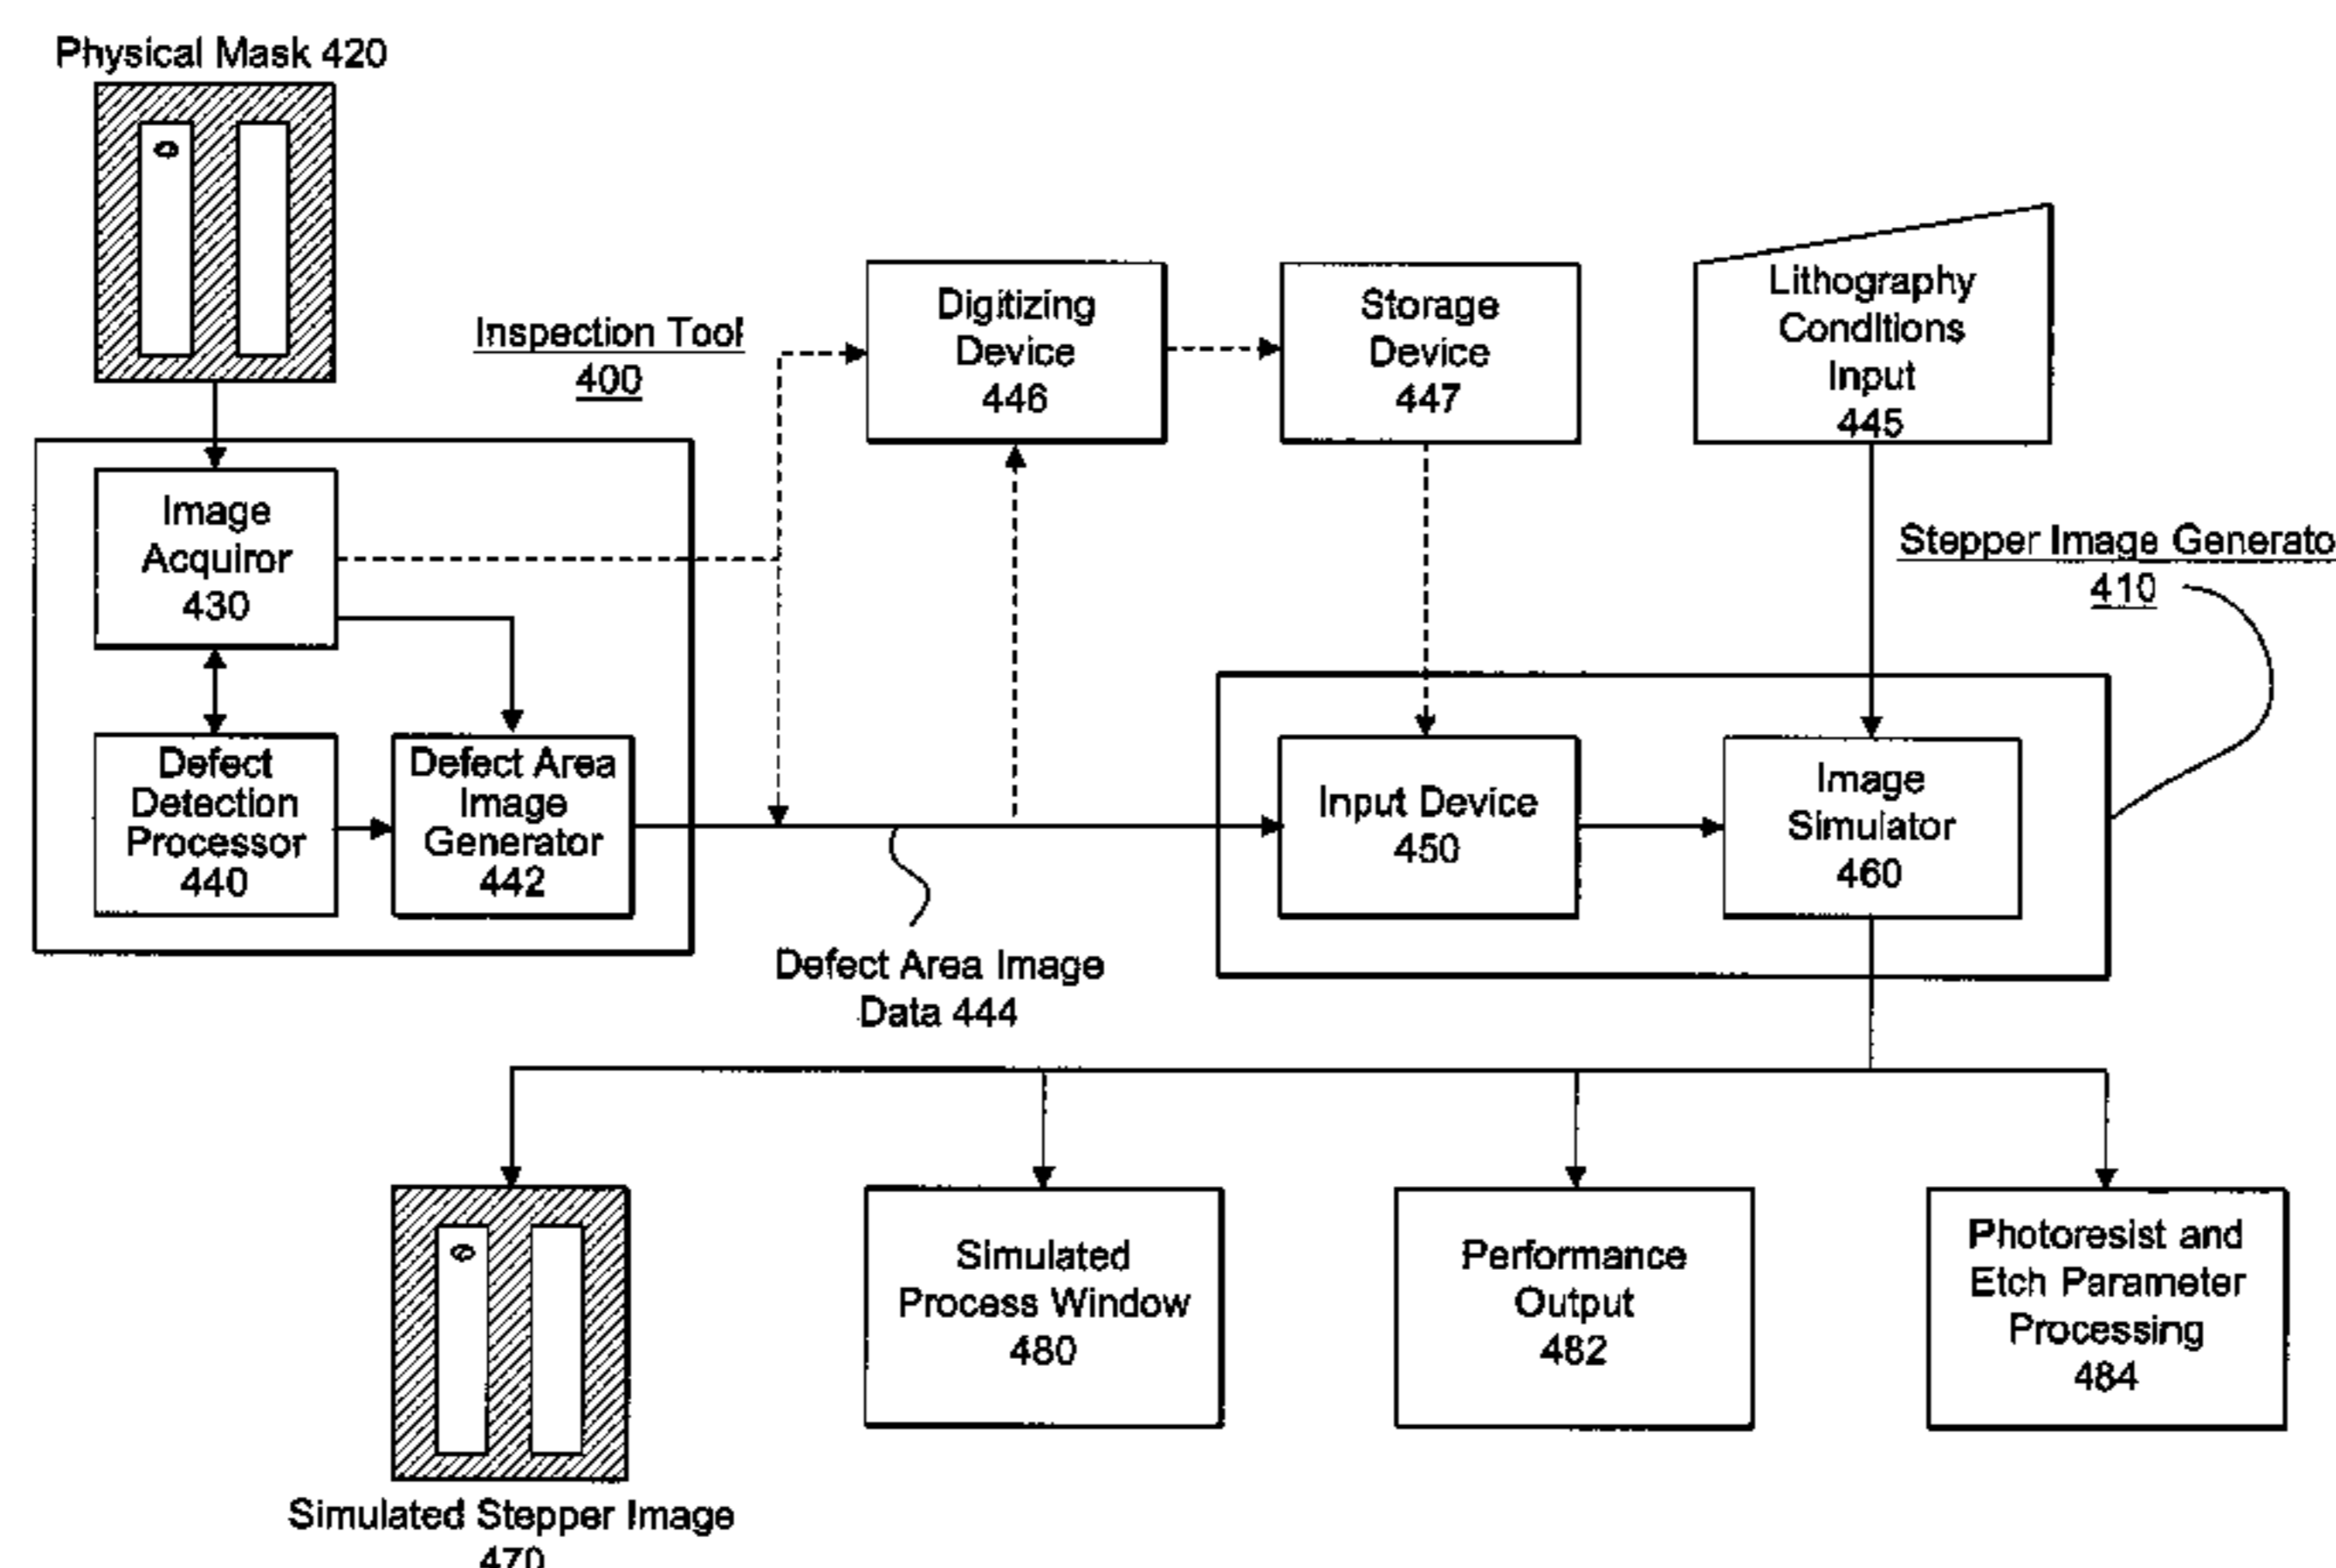 Physical Mask 420
Inspection Tool
400
Digitizing
Device
446
Storage
Device
447
Lithography
Conditions
Input
445
Image
Acquiror
430
Stepper Image Generato
410
Defect
Detection
Processor
440
Defect Area
Image
Generator
442
Input Device
450
Image
Simulator
460
Defect Area Image
Data 444
Simulated
Process Window
480
Performance
Output
482
Photoresist and
Etch Parameter
Processing
484
Simulated Stepper Image
470